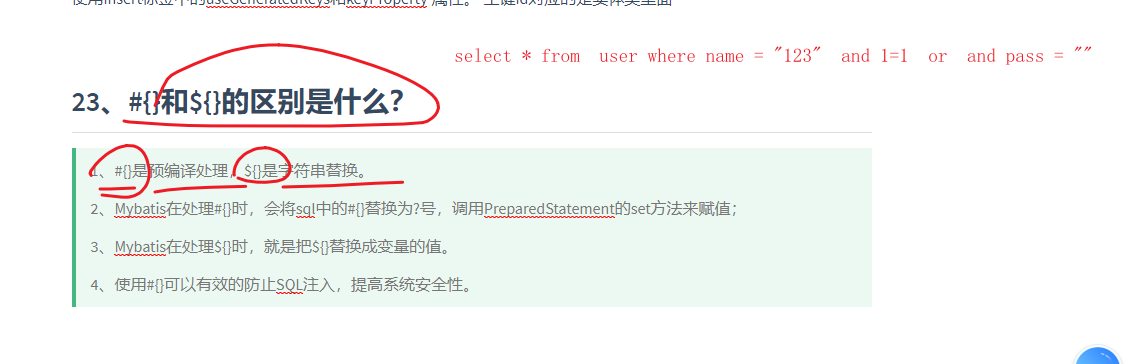 使用insert标签中的useGeneratedKeys和keyProperty 属性。 主键id对应的是实体类里面
select * from  user where name = "123"  and 1=1  or  and pass = ""
23、#{}和${}的区别是什么?
1、#{}是预编译处理，${}是字符串替换。
2、Mybatis在处理#{}时，会将sql中的#{}替换为?号，调用PreparedStatement的set方法来赋值；
3、Mybatis在处理${}时，就是把${}替换成变量的值。
4、使用#{}可以有效的防止SQL注入，提高系统安全性。